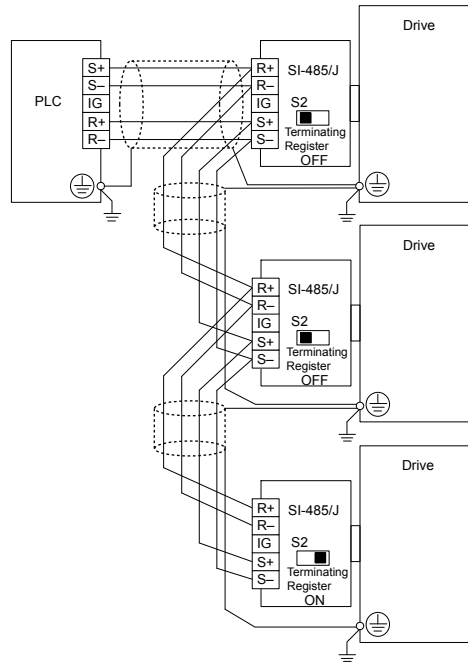 PLC
S+
S–
IG
R+
R–
R+
R–
IG
S+
S–
SI-485/J
S2
Terminating
Register
OFF
Drive
R+
R–
IG
S+
S–
SI-485/J
S2
Terminating
Register
OFF
Drive
R+
R–
IG
S+
S–
SI-485/J
S2
Terminating
Register
ON
Drive